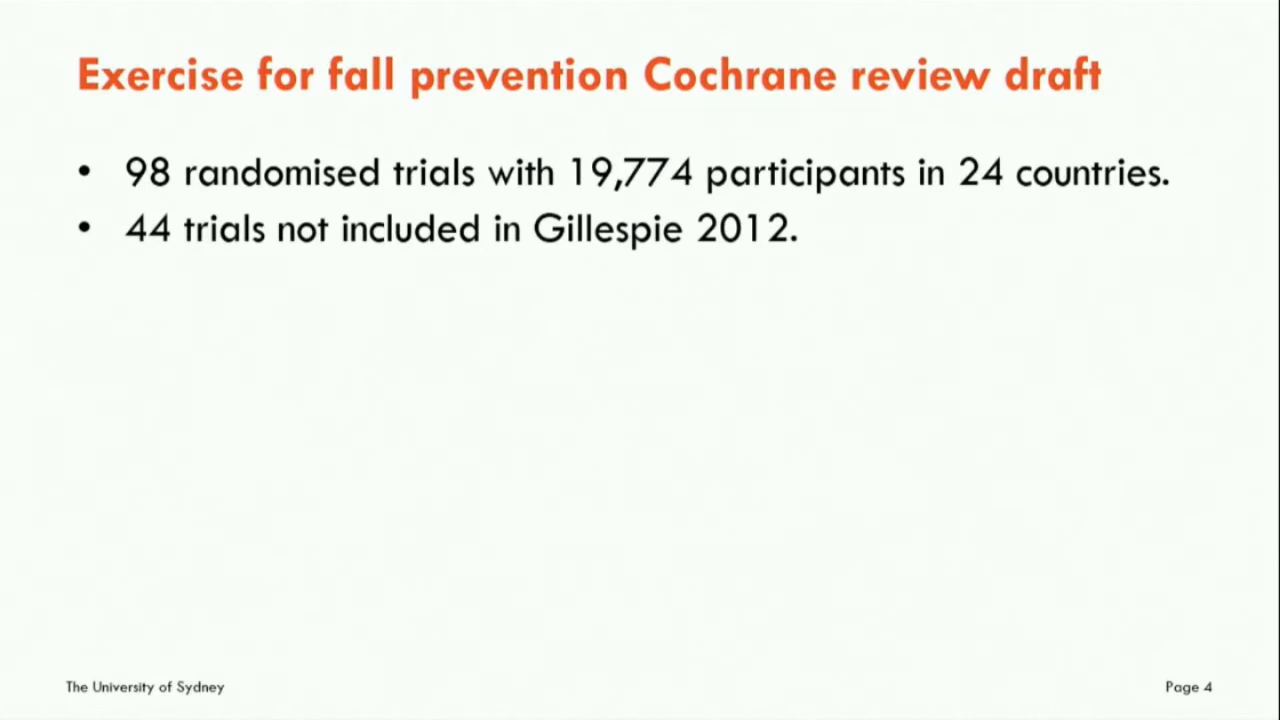 Exercise for fall prevention Cochrane review draft
• 98 randomised trials with 19,774 participants in 24 countries.
• 44 trials not included in Gillespie 2012.
The University of Sydney
Page 4